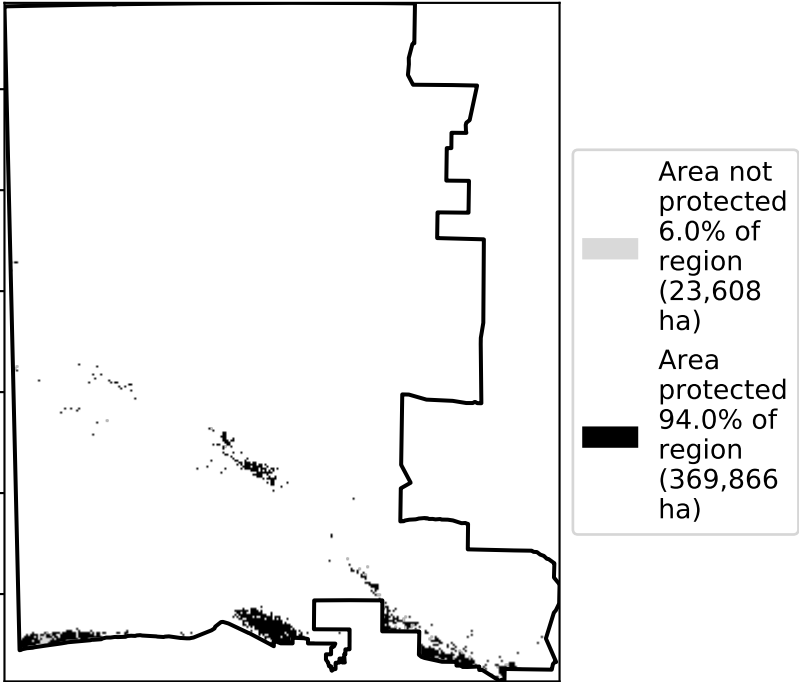 Area not
protected
6.0% of
region
(23,608
ha)
Area
protected
94.0% of
region
(369,866
ha)